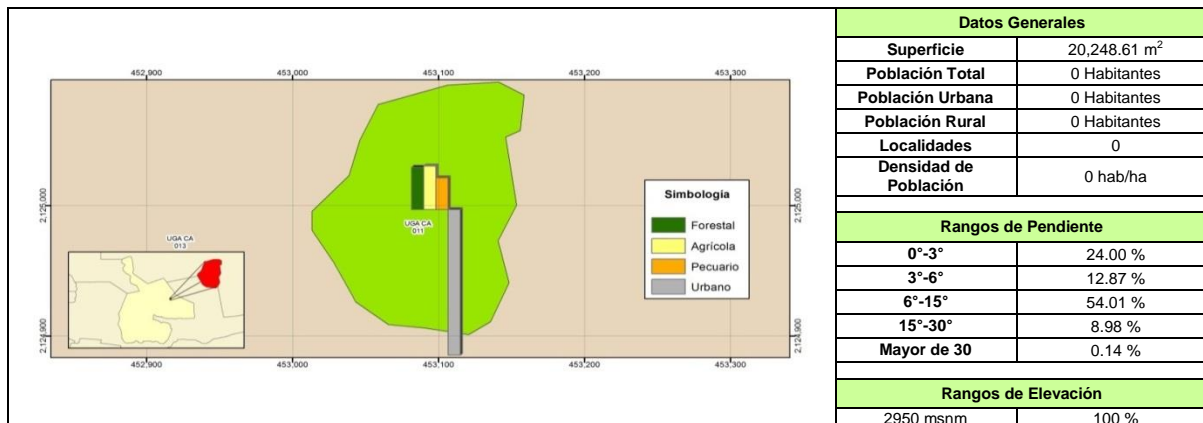 452,900 453,000 453,100 453,200 453,300
2,125,000 2,125,000
2,124,900 2,124,900
UGA CA
011
UGA CA
013
Simbología
Forestal
Agrícola
Pecuario
Urbano
452,900 453,000 453,100 453,200 453,300
Datos Generales
Superficie 20,248.61 m²
Población Total 0 Habitantes
Población Urbana 0 Habitantes
Población Rural 0 Habitantes
Localidades 0
Densidad de
Población 0 hab/ha
Rangos de Pendiente
0°-3° 24.00 %
3°-6° 12.87 %
6°-15° 54.01 %
15°-30° 8.98 %
Mayor de 30 0.14 %
Rangos de Elevación
2950 msnm 100 %